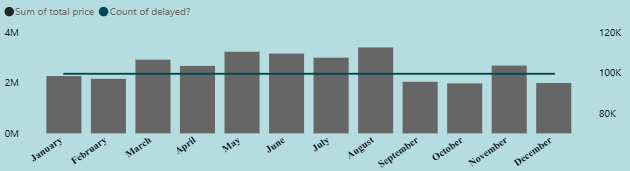 Sum of total price Count of delayed?
4M 120K
2M 100K
0M 80K
January February March April May June July August September October November December